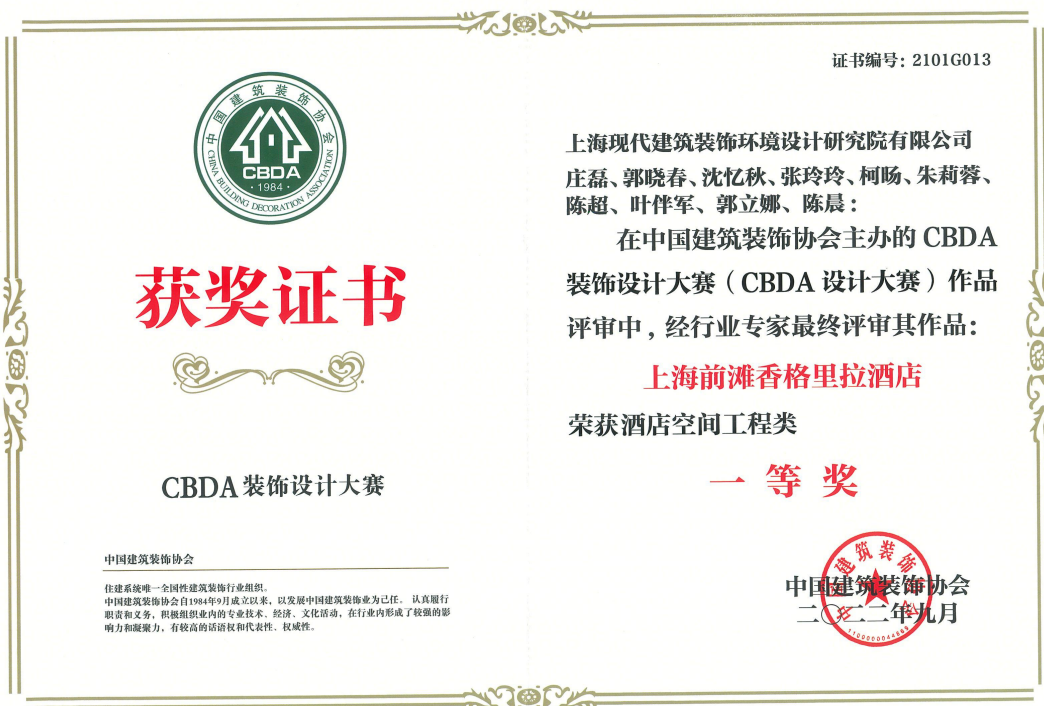 中国建筑装饰协会
CBDA
·1984·
CHINA BUILDING DECORATION ASSOCIATION
获奖证书
CBDA装饰设计大赛
中国建筑装饰协会
住建系统唯一全国性建筑装饰行业组织。
中国建筑装饰协会自1984年9月成立以来，以发展中国建筑装饰业为己任。 认真履行
职责和义务，积极组织业内的专业技术、经济、文化活动，在行业内形成了较强的影
响力和凝聚力，有较高的话语权和代表性、权威性。
证书编号：2101G013
上海现代建筑装饰环境设计研究院有限公司
庄磊、郭晓春、沈忆秋、张玲玲、柯旸、朱莉蓉、
陈超、叶伴军、郭立娜、陈晨：
在中国建筑装饰协会主办的 CBDA
装饰设计大赛（CBDA 设计大赛）作品
评审中，经行业专家最终评审其作品：
上海前滩香格里拉酒店
荣获酒店空间工程类
一等奖
中国建筑装饰协会
中国建筑装饰协会
二〇二二年九月